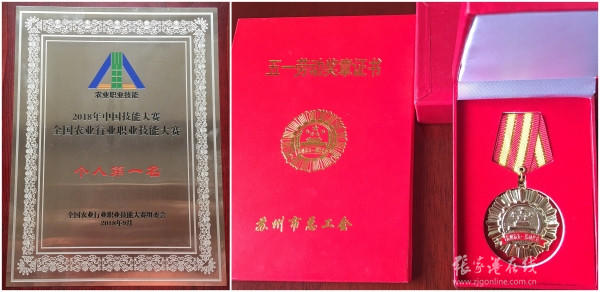 农业职业技能
2018年中国技能大赛
全国农业行业职业技能大赛
个人第一名
全国农业行业职业技能大赛组委会
2018年9月
五一劳动奖章证书
苏州市总工会
张家港在线
www.zjgonline.com.cn